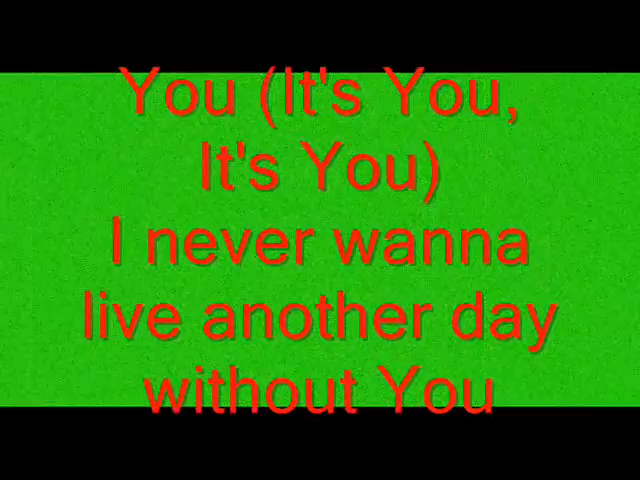 You (It's You,
It's You)
I never wanna
live another day
without You